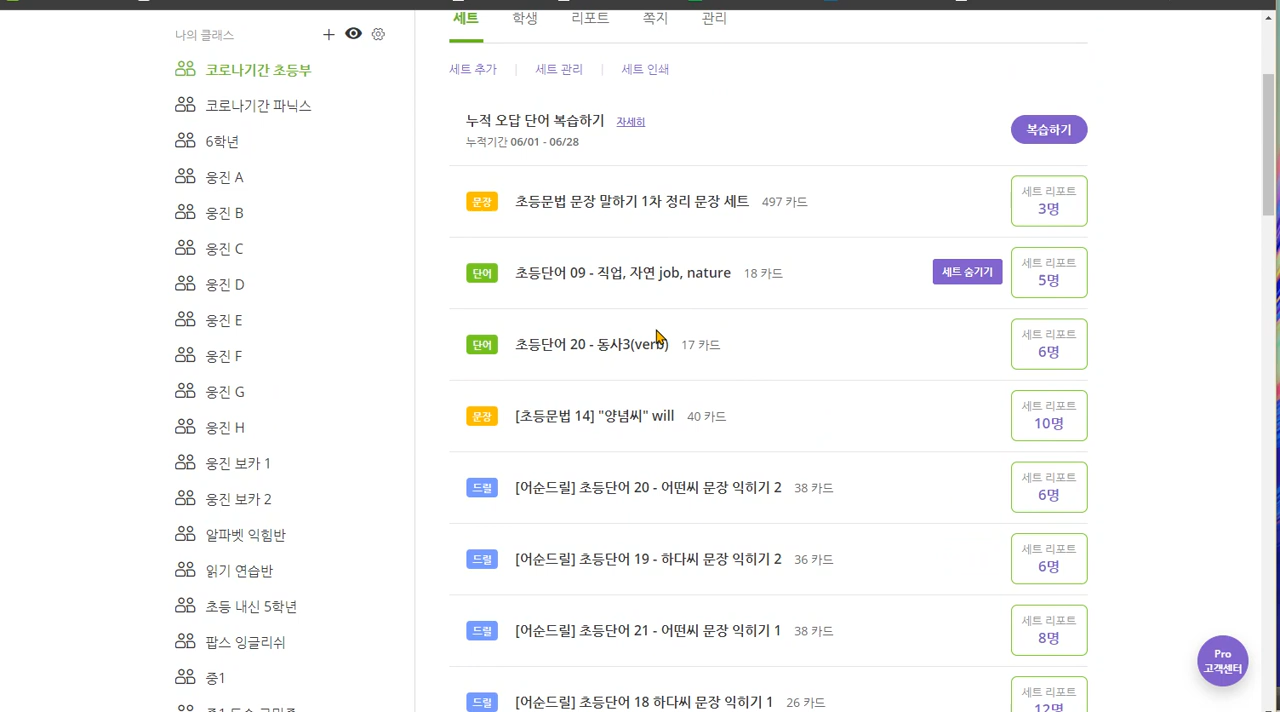 나의 클래스
코로나기간 초등부
코로나기간 파닉스
6학년
웅진 A
웅진 B
웅진 C
웅진 D
웅진 E
웅진 F
웅진 G
웅진 H
웅진 보카 1
웅진 보카 2
알파벳 익힘반
읽기 연습반
초등 내신 5학년
팝스 잉글리쉬
중1
세트 학생 리포트 쪽지 관리
세트 추가 | 세트 관리 | 세트 인쇄
누적 오답 단어 복습하기 자세히
누적기간 06/01 - 06/28
복습하기
문장 초등문법 문장 말하기 1차 정리 문장 세트 497 카드
세트 리포트
3명
단어 초등단어 09 - 직업, 자연 job, nature 18 카드 세트 숨기기
세트 리포트
5명
단어 초등단어 20 - 동사3(verb) 17 카드
세트 리포트
6명
문장 [초등문법 14] "양념씨" will 40 카드
세트 리포트
10명
드릴 [어순드릴] 초등단어 20 - 어떤씨 문장 익히기 2 38 카드
세트 리포트
6명
드릴 [어순드릴] 초등단어 19 - 하다씨 문장 익히기 2 36 카드
세트 리포트
6명
드릴 [어순드릴] 초등단어 21 - 어떤씨 문장 익히기 1 38 카드
세트 리포트
8명
드릴 [어순드릴] 초등단어 18 하다씨 문장 익히기 1 26 카드
세트 리포트
12명
Pro
고객센터